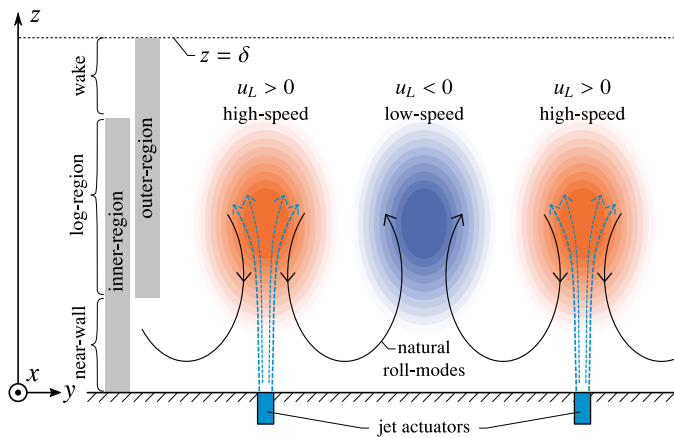 z
z = δ
wake
u_L > 0
high-speed
u_L < 0
low-speed
u_L > 0
high-speed
log-region
outer-region
inner-region
near-wall
natural
roll-modes
x
y
jet actuators